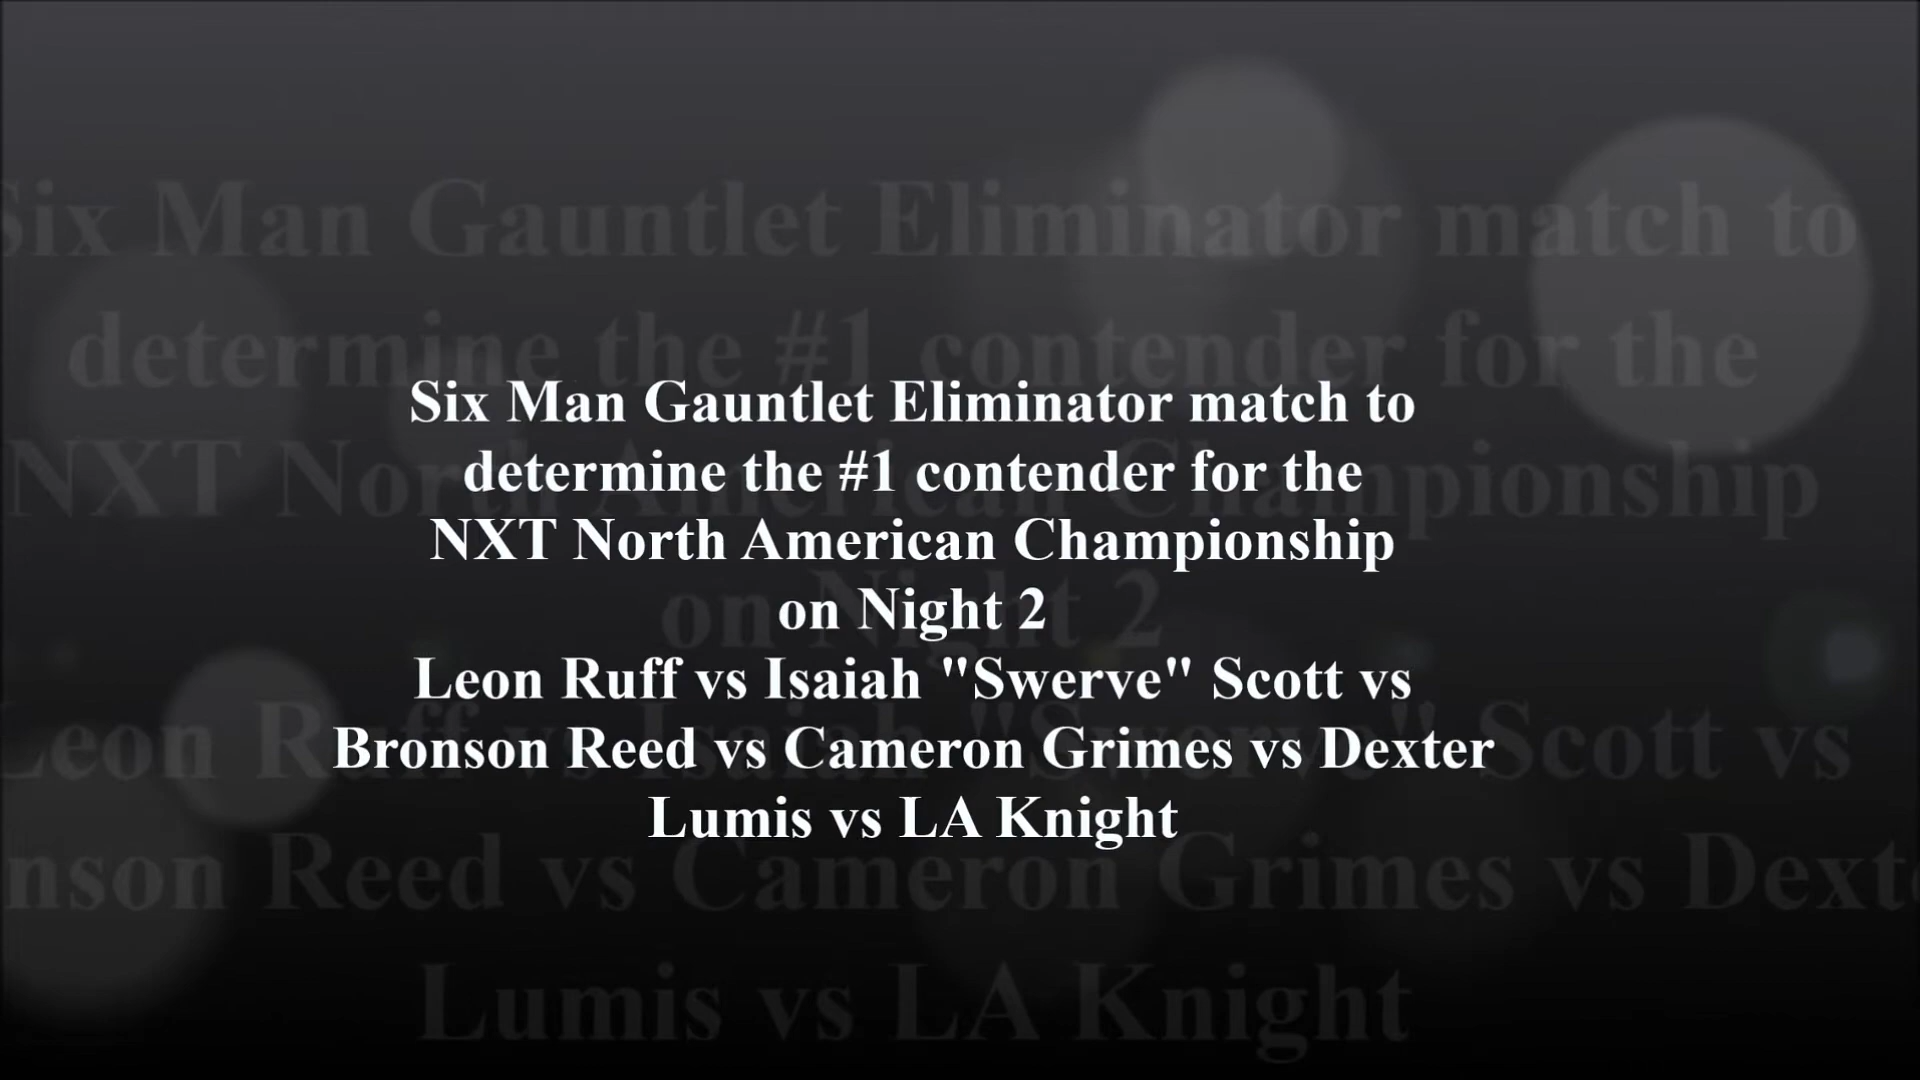 Six Man Gauntlet Eliminator match to
determine the #1 contender for the
NXT North American Championship
on Night 2
Leon Ruff vs Isaiah "Swerve" Scott vs
Bronson Reed vs Cameron Grimes vs Dexter
Lumis vs LA Knight